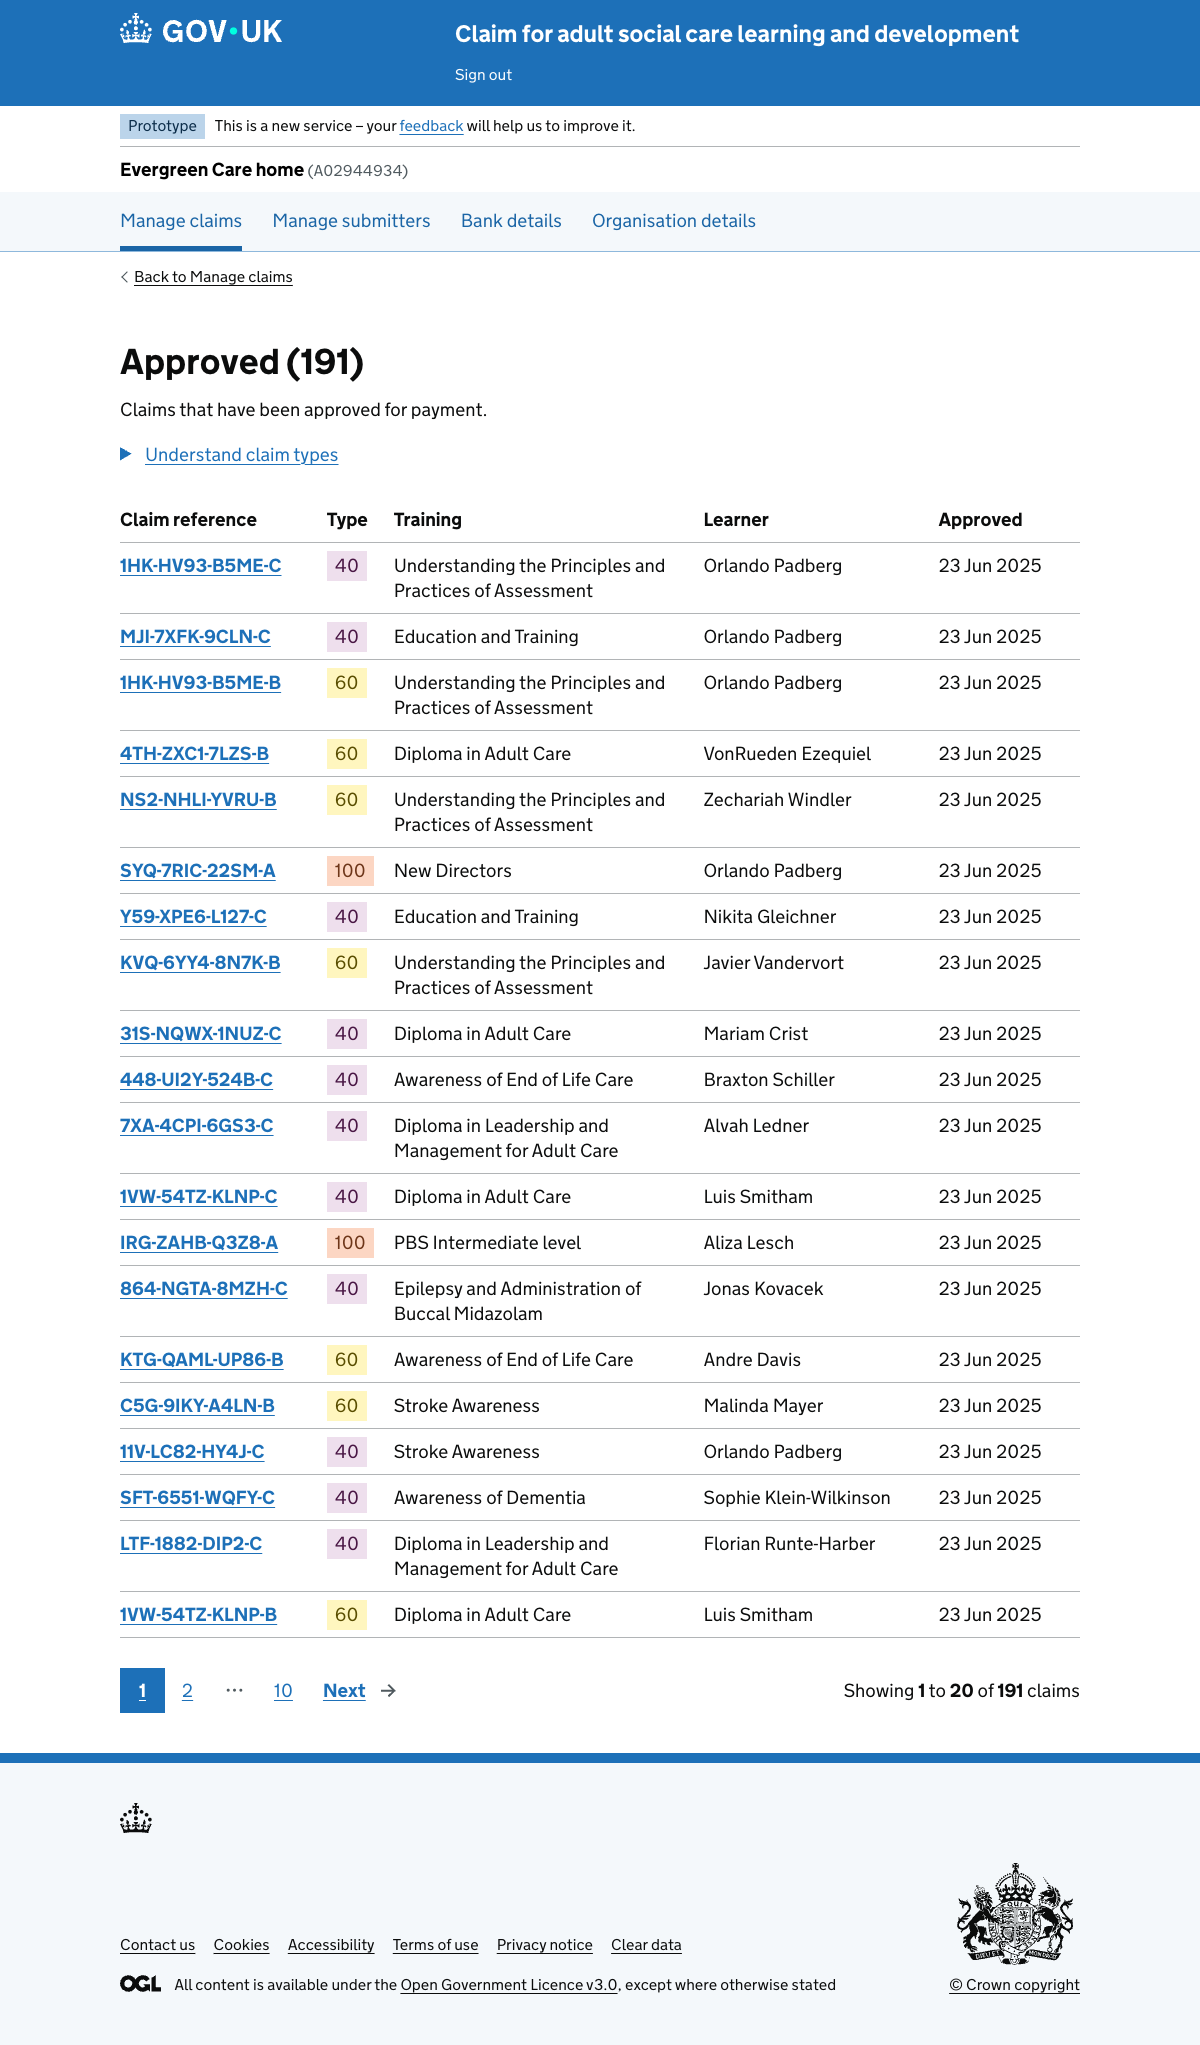 GOV·UK
Claim for adult social care learning and development
Sign out
Prototype This is a new service – your feedback will help us to improve it.
Evergreen Care home (A02944934)
Manage claims Manage submitters Bank details Organisation details
Back to Manage claims
Approved (191)
Claims that have been approved for payment.
Understand claim types
Claim reference Type Training Learner Approved
1HK-HV93-B5ME-C 40 Understanding the Principles and Practices of Assessment Orlando Padberg 23 Jun 2025
MJI-7XFK-9CLN-C 40 Education and Training Orlando Padberg 23 Jun 2025
1HK-HV93-B5ME-B 60 Understanding the Principles and Practices of Assessment Orlando Padberg 23 Jun 2025
4TH-ZXC1-7LZS-B 60 Diploma in Adult Care VonRueden Ezequiel 23 Jun 2025
NS2-NHLI-YVRU-B 60 Understanding the Principles and Practices of Assessment Zechariah Windler 23 Jun 2025
SYQ-7RIC-22SM-A 100 New Directors Orlando Padberg 23 Jun 2025
Y59-XPE6-L127-C 40 Education and Training Nikita Gleichner 23 Jun 2025
KVQ-6YY4-8N7K-B 60 Understanding the Principles and Practices of Assessment Javier Vandervort 23 Jun 2025
31S-NQWX-1NUZ-C 40 Diploma in Adult Care Mariam Crist 23 Jun 2025
448-UI2Y-524B-C 40 Awareness of End of Life Care Braxton Schiller 23 Jun 2025
7XA-4CPI-6GS3-C 40 Diploma in Leadership and Management for Adult Care Alvah Ledner 23 Jun 2025
1VW-54TZ-KLNP-C 40 Diploma in Adult Care Luis Smitham 23 Jun 2025
IRG-ZAHB-Q3Z8-A 100 PBS Intermediate level Aliza Lesch 23 Jun 2025
864-NGTA-8MZH-C 40 Epilepsy and Administration of Buccal Midazolam Jonas Kovacek 23 Jun 2025
KTG-QAML-UP86-B 60 Awareness of End of Life Care Andre Davis 23 Jun 2025
C5G-9IKY-A4LN-B 60 Stroke Awareness Malinda Mayer 23 Jun 2025
11V-LC82-HY4J-C 40 Stroke Awareness Orlando Padberg 23 Jun 2025
SFT-6551-WQFY-C 40 Awareness of Dementia Sophie Klein-Wilkinson 23 Jun 2025
LTF-1882-DIP2-C 40 Diploma in Leadership and Management for Adult Care Florian Runte-Harber 23 Jun 2025
1VW-54TZ-KLNP-B 60 Diploma in Adult Care Luis Smitham 23 Jun 2025
1 2 ⋯ 10 Next → Showing 1 to 20 of 191 claims
Contact us Cookies Accessibility Terms of use Privacy notice Clear data
OGL All content is available under the Open Government Licence v3.0, except where otherwise stated
© Crown copyright